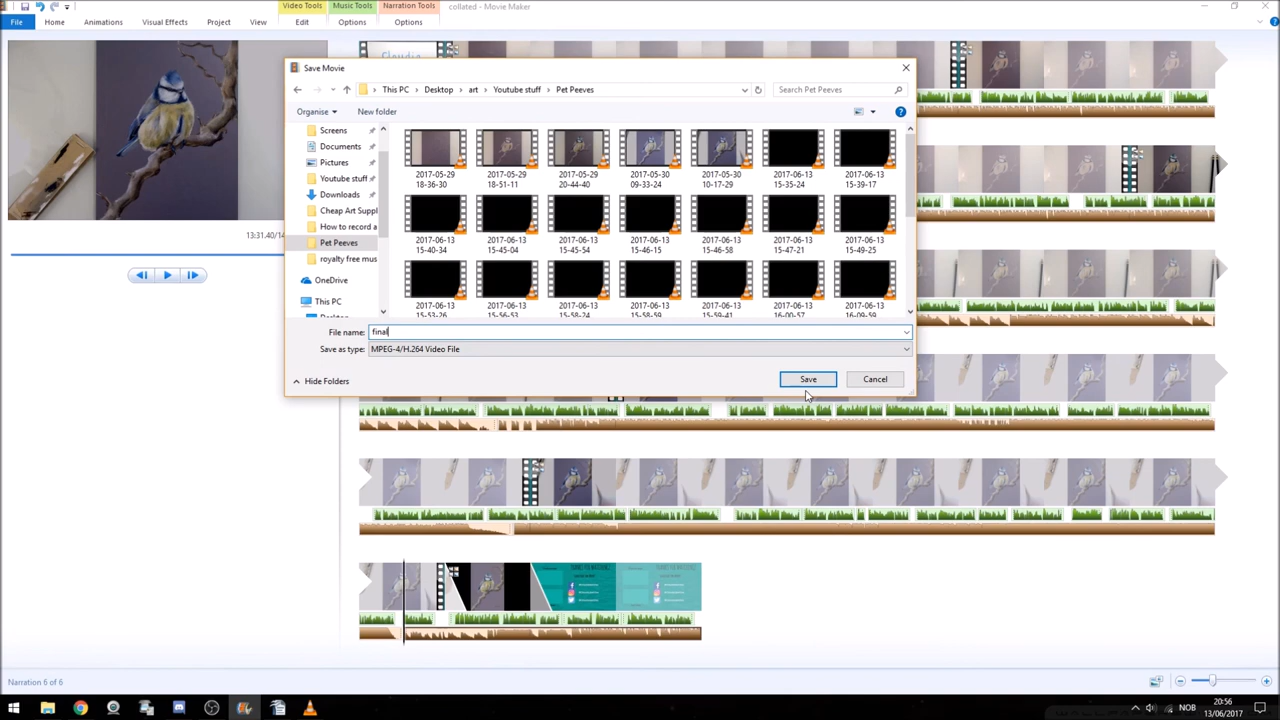 Video Tools Music Tools Narration Tools collated - Movie Maker
File Home Animations Visual Effects Project View Edit Options Options
Claudia
Save Movie
This PC Desktop art Youtube stuff Pet Peeves Search Pet Peeves
Organise New folder
Screens
Documents
Pictures
Youtube stuff
Downloads
Cheap Art Suppl
How to record a
Pet Peeves
royalty free mus
OneDrive
This PC
2017-05-29 2017-05-29 2017-05-29 2017-05-30 2017-05-30 2017-06-13 2017-06-13
18-36-30 18-51-11 20-44-40 09-33-24 10-17-29 15-35-24 15-39-17
2017-06-13 2017-06-13 2017-06-13 2017-06-13 2017-06-13 2017-06-13 2017-06-13
15-40-34 15-45-04 15-45-54 15-46-15 15-46-58 15-47-21 15-49-25
2017-06-13 2017-06-13 2017-06-13 2017-06-13 2017-06-13 2017-06-13 2017-06-13
15-53-26 15-56-53 15-58-24 15-58-24 15-59-41 16-00-57 16-09-59
File name: final
Save as type: MPEG-4/H.264 Video File
Hide Folders Save Cancel
13:31.40/14
Narration 6 of 6
NOB
20:56
13/06/2017